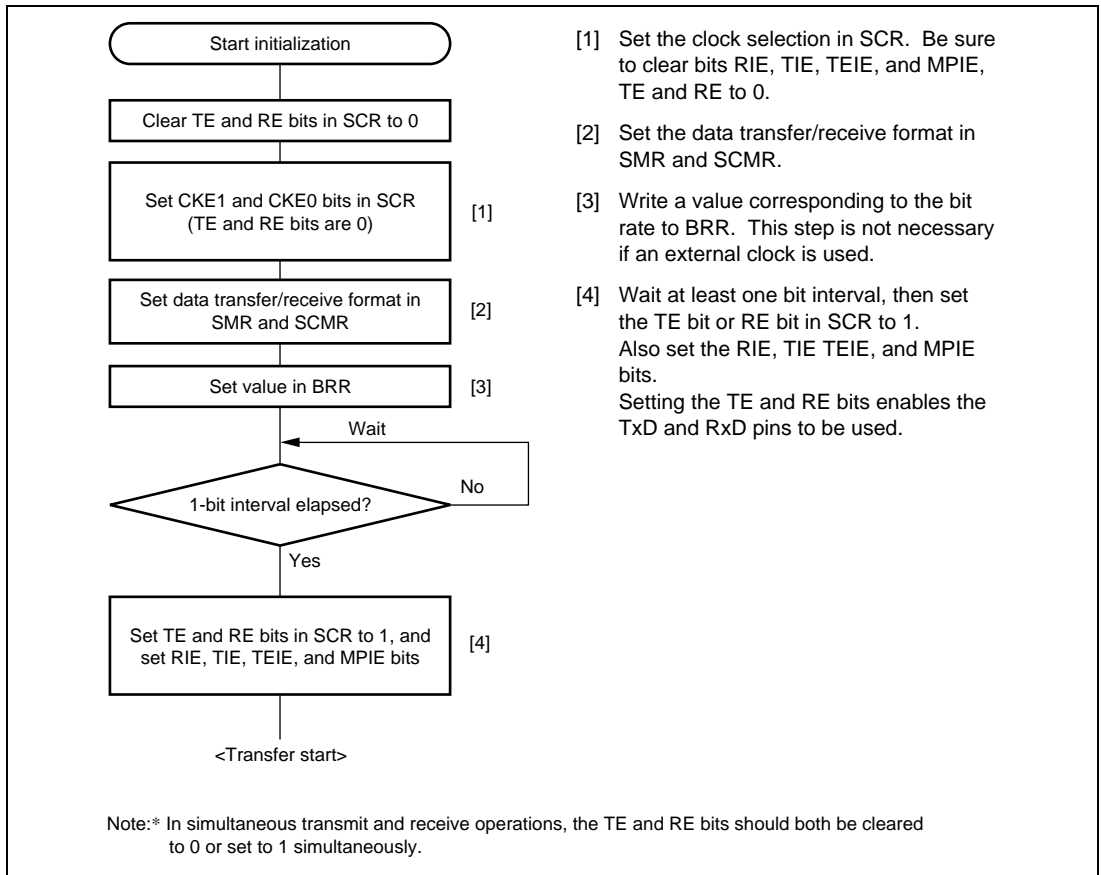 Start initialization
Clear TE and RE bits in SCR to 0
Set CKE1 and CKE0 bits in SCR
(TE and RE bits are 0)
[1]
Set data transfer/receive format in
SMR and SCMR
[2]
Set value in BRR
[3]
Wait
No
1-bit interval elapsed?
Yes
Set TE and RE bits in SCR to 1, and
set RIE, TIE, TEIE, and MPIE bits
[4]
<Transfer start>
[1] Set the clock selection in SCR. Be sure
to clear bits RIE, TIE, TEIE, and MPIE,
TE and RE to 0.
[2] Set the data transfer/receive format in
SMR and SCMR.
[3] Write a value corresponding to the bit
rate to BRR. This step is not necessary
if an external clock is used.
[4] Wait at least one bit interval, then set
the TE bit or RE bit in SCR to 1.
Also set the RIE, TIE TEIE, and MPIE
bits.
Setting the TE and RE bits enables the
TxD and RxD pins to be used.
Note:* In simultaneous transmit and receive operations, the TE and RE bits should both be cleared
to 0 or set to 1 simultaneously.